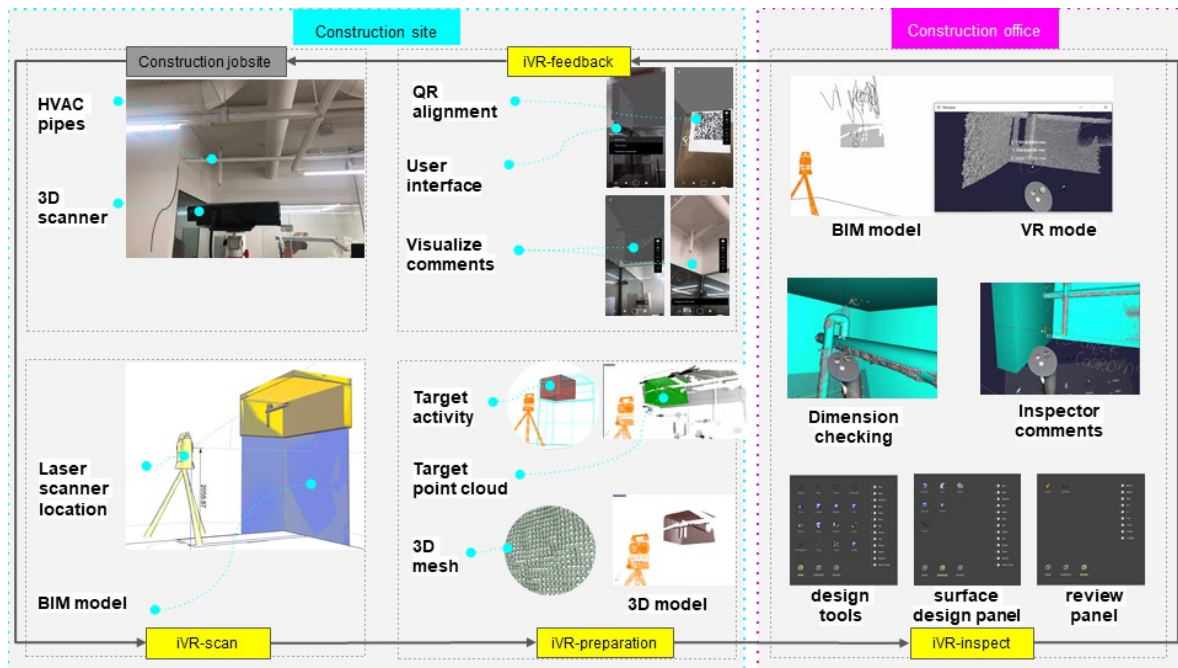 Construction site
Construction office
Construction jobsite
iVR-feedback
HVAC
pipes
3D
scanner
QR
alignment
User
interface
Visualize
comments
BIM model
VR mode
Dimension
checking
Inspector
comments
Laser
scanner
location
2059.87
BIM model
Target
activity
Target
point cloud
3D
mesh
3D model
design
tools
surface
design panel
review
panel
iVR-scan
iVR-preparation
iVR-inspect